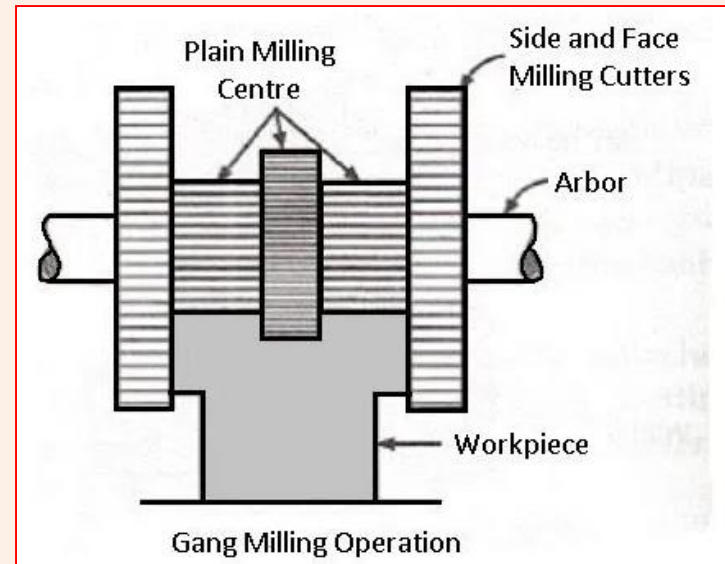 Plain Milling
Centre
Side and Face
Milling Cutters
Arbor
Workpiece
Gang Milling Operation